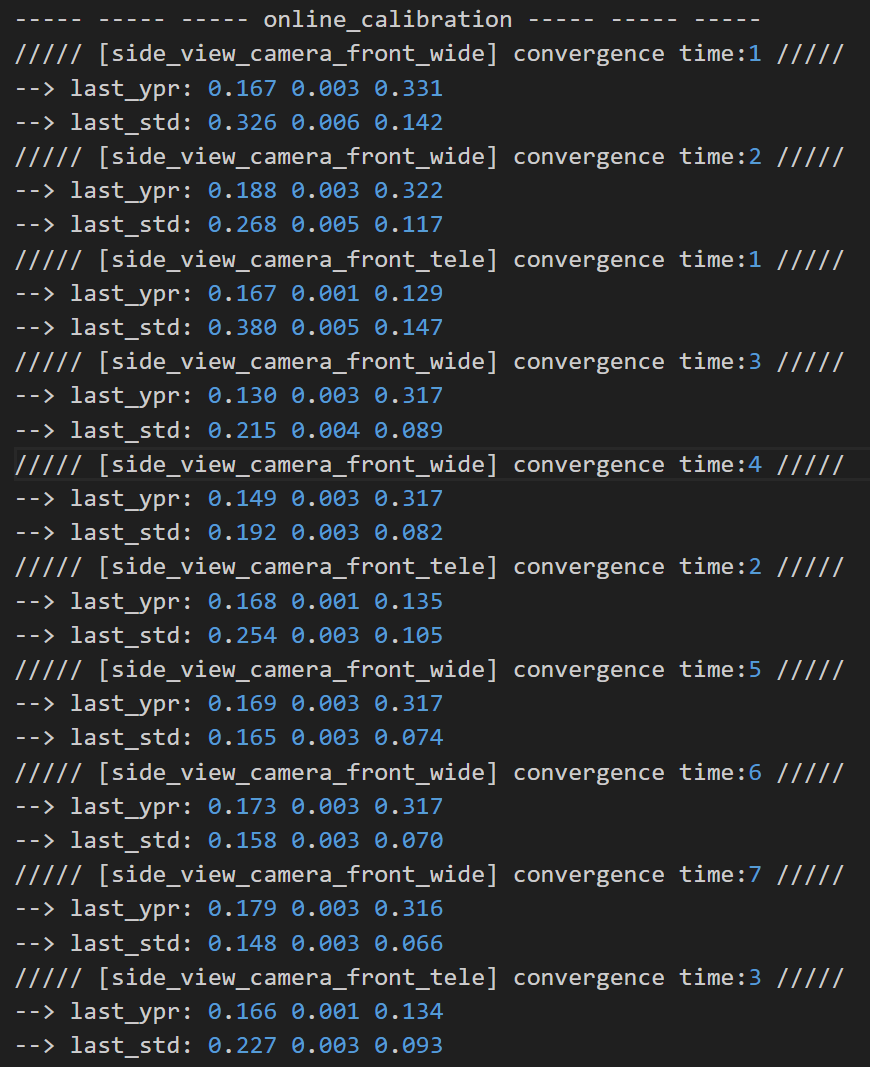 ----- ----- ----- online_calibration ----- ----- -----
///// [side_view_camera_front_wide] convergence time:1 /////
--> last_ypr: 0.167 0.003 0.331
--> last_std: 0.326 0.006 0.142
///// [side_view_camera_front_wide] convergence time:2 /////
--> last_ypr: 0.188 0.003 0.322
--> last_std: 0.268 0.005 0.117
///// [side_view_camera_front_tele] convergence time:1 /////
--> last_ypr: 0.167 0.001 0.129
--> last_std: 0.380 0.005 0.147
///// [side_view_camera_front_wide] convergence time:3 /////
--> last_ypr: 0.130 0.003 0.317
--> last_std: 0.215 0.004 0.089
///// [side_view_camera_front_wide] convergence time:4 /////
--> last_ypr: 0.149 0.003 0.317
--> last_std: 0.192 0.003 0.082
///// [side_view_camera_front_tele] convergence time:2 /////
--> last_ypr: 0.168 0.001 0.135
--> last_std: 0.254 0.003 0.105
///// [side_view_camera_front_wide] convergence time:5 /////
--> last_ypr: 0.169 0.003 0.317
--> last_std: 0.165 0.003 0.074
///// [side_view_camera_front_wide] convergence time:6 /////
--> last_ypr: 0.173 0.003 0.317
--> last_std: 0.158 0.003 0.070
///// [side_view_camera_front_wide] convergence time:7 /////
--> last_ypr: 0.179 0.003 0.316
--> last_std: 0.148 0.003 0.066
///// [side_view_camera_front_tele] convergence time:3 /////
--> last_ypr: 0.166 0.001 0.134
--> last_std: 0.227 0.003 0.093